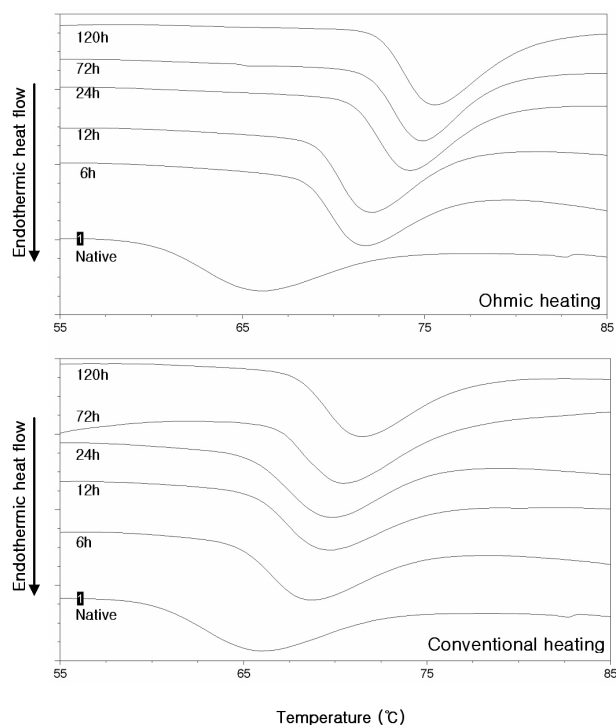 120h
72h
24h
12h
6h
1
Native
Endothermic heat flow
Ohmic heating
55 65 75 85
120h
72h
24h
12h
6h
1
Native
Endothermic heat flow
Conventional heating
55 65 75 85
Temperature (℃)